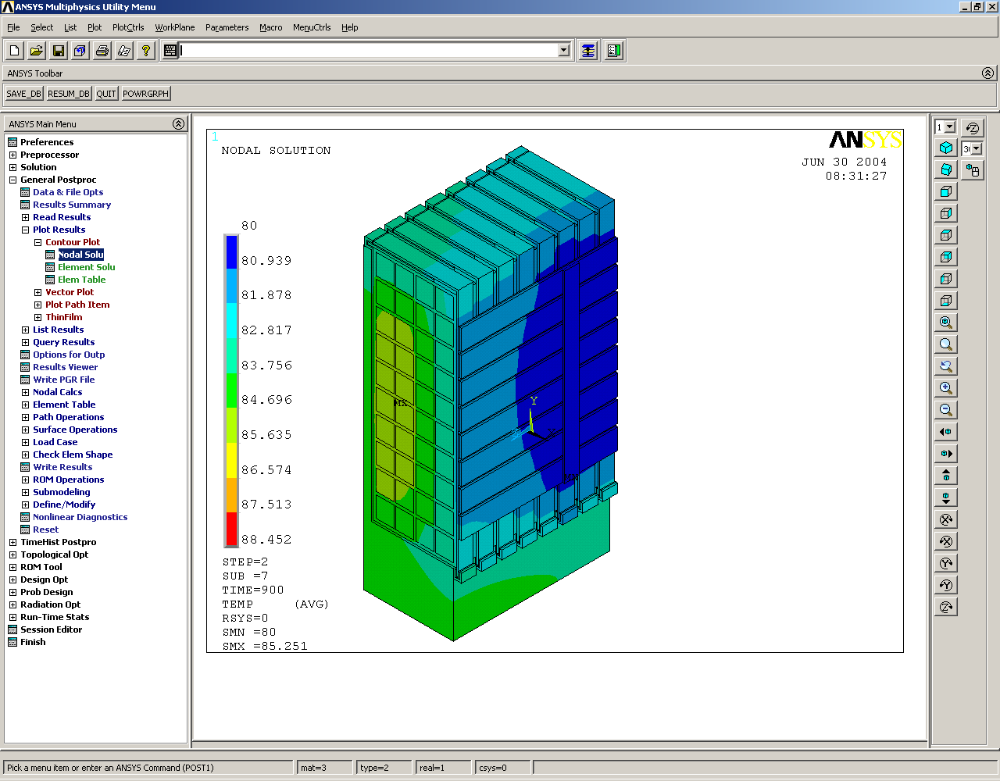 ANSYS Multiphysics Utility Menu
File Select List Plot PlotCtrls WorkPlane Parameters Macro MenuCtrls Help
ANSYS Toolbar
SAVE_DB RESUM_DB QUIT POWRGRPH
ANSYS Main Menu
Preferences
Preprocessor
Solution
General Postproc
Data & File Opts
Results Summary
Read Results
Plot Results
Contour Plot
Nodal Solu
Element Solu
Elem Table
Vector Plot
Plot Path Item
ThinFilm
List Results
Query Results
Options for Outp
Results Viewer
Write PGR File
Nodal Calcs
Element Table
Path Operations
Surface Operations
Load Case
Check Elem Shape
Write Results
ROM Operations
Submodeling
Define/Modify
Nonlinear Diagnostics
Reset
TimeHist Postpro
Topological Opt
ROM Tool
Design Opt
Prob Design
Radiation Opt
Run-Time Stats
Session Editor
Finish
1
NODAL SOLUTION
ANSYS
JUN 30 2004
08:31:27
80
80.939
81.878
82.817
83.756
84.696
85.635
86.574
87.513
88.452
STEP=2
SUB =7
TIME=900
TEMP (AVG)
RSYS=0
SMN =80
SMX =85.251
MX
Y
X
Z
1
Z
X
X
Y
Y
Z
Pick a menu item or enter an ANSYS Command (POST1)
mat=3
type=2
real=1
csys=0